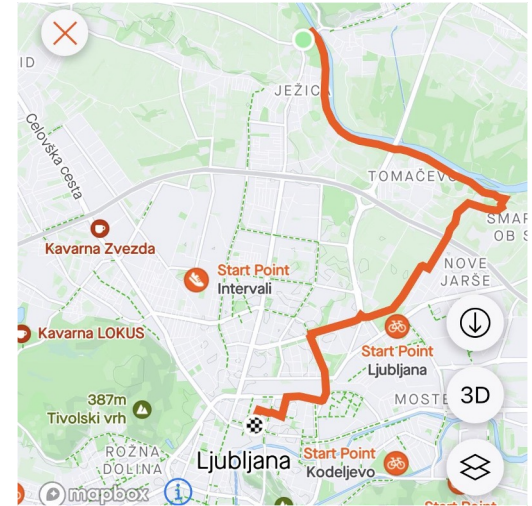 ID
JEŽICA
Celovška cesta
TOMAČEVO
ŠMAR
OB S
Kavarna Zvezda
NOVE
JARŠE
Start Point
Intervali
Kavarna LOKUS
Start Point
Ljubljana
3D
387m
Tivolski vrh
MOSTE
ROŽNA
DOLINA
Ljubljana
Start Point
Kodeljevo
mapbox
i
Start Point